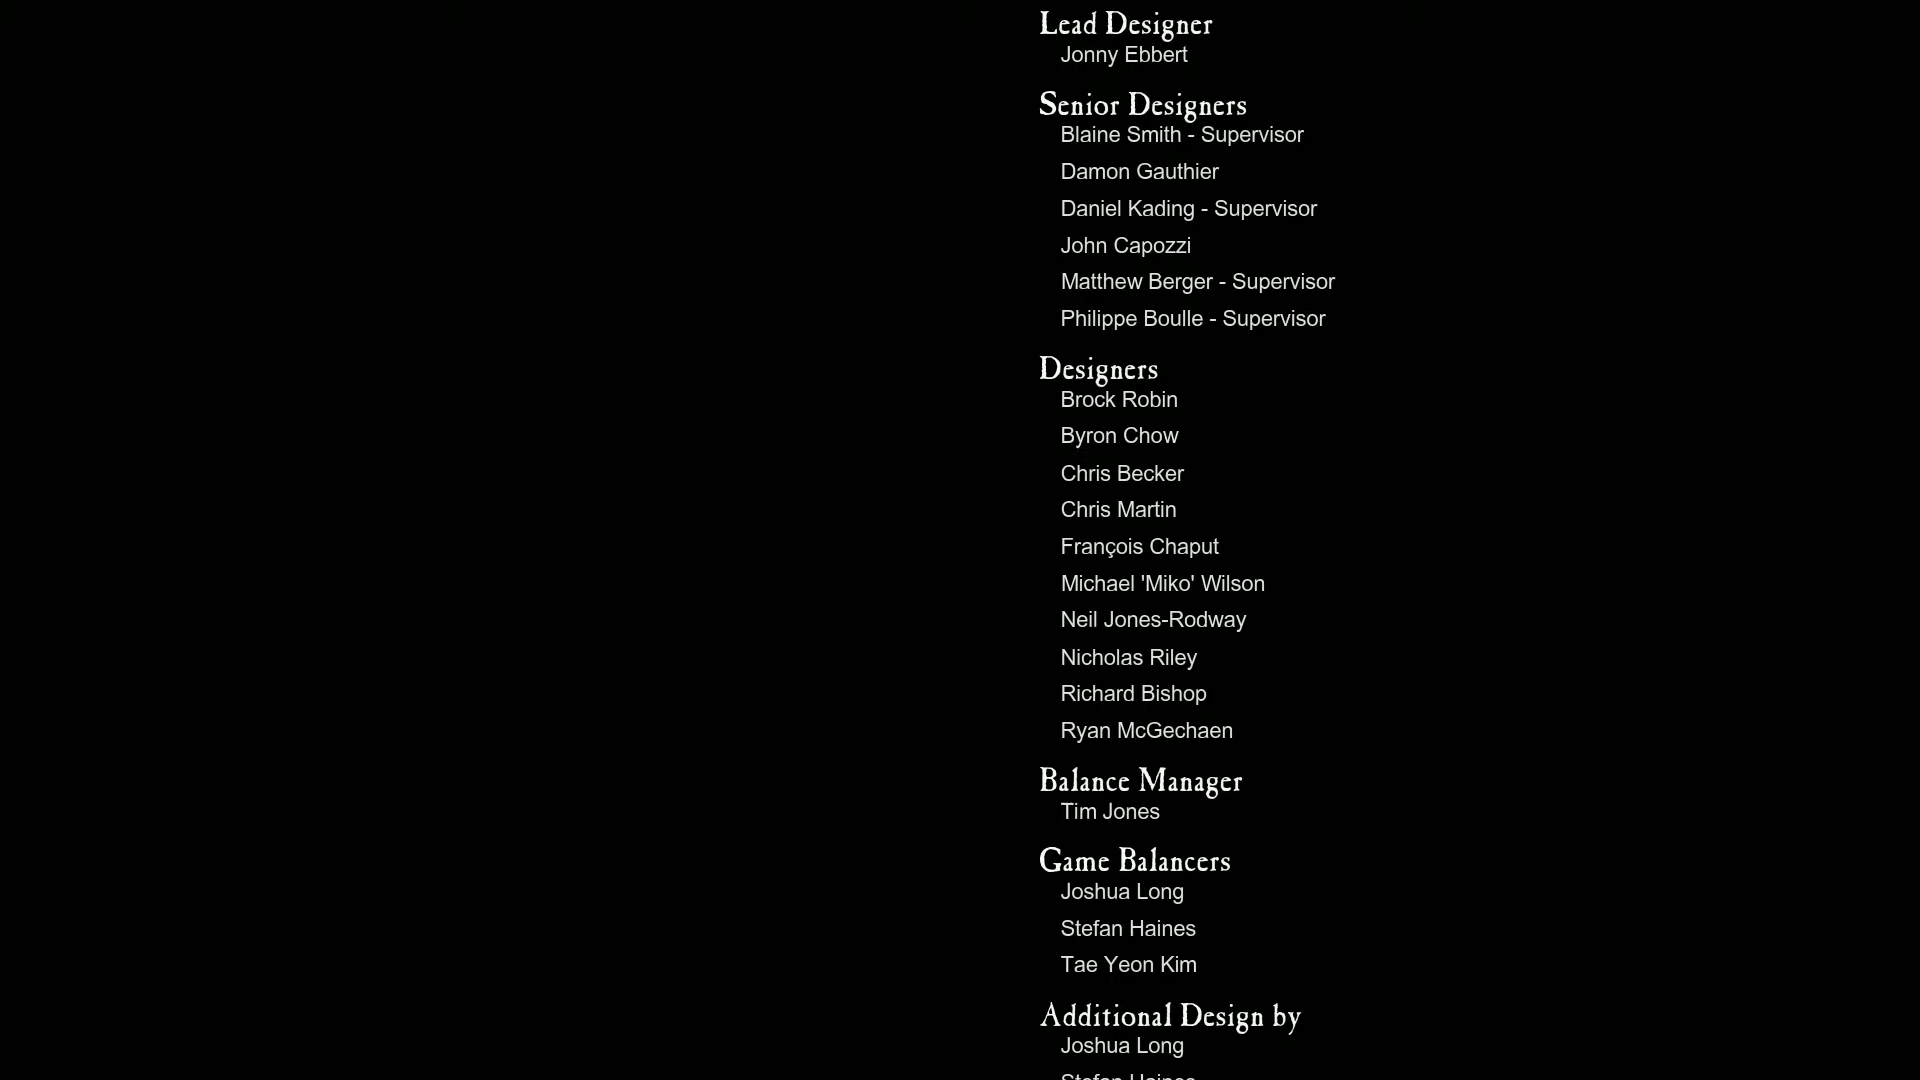 Lead Designer
Jonny Ebbert
Senior Designers
Blaine Smith - Supervisor
Damon Gauthier
Daniel Kading - Supervisor
John Capozzi
Matthew Berger - Supervisor
Philippe Boulle - Supervisor
Designers
Brock Robin
Byron Chow
Chris Becker
Chris Martin
François Chaput
Michael 'Miko' Wilson
Neil Jones-Rodway
Nicholas Riley
Richard Bishop
Ryan McGechaen
Balance Manager
Tim Jones
Game Balancers
Joshua Long
Stefan Haines
Tae Yeon Kim
Additional Design by
Joshua Long
Stefan Haines